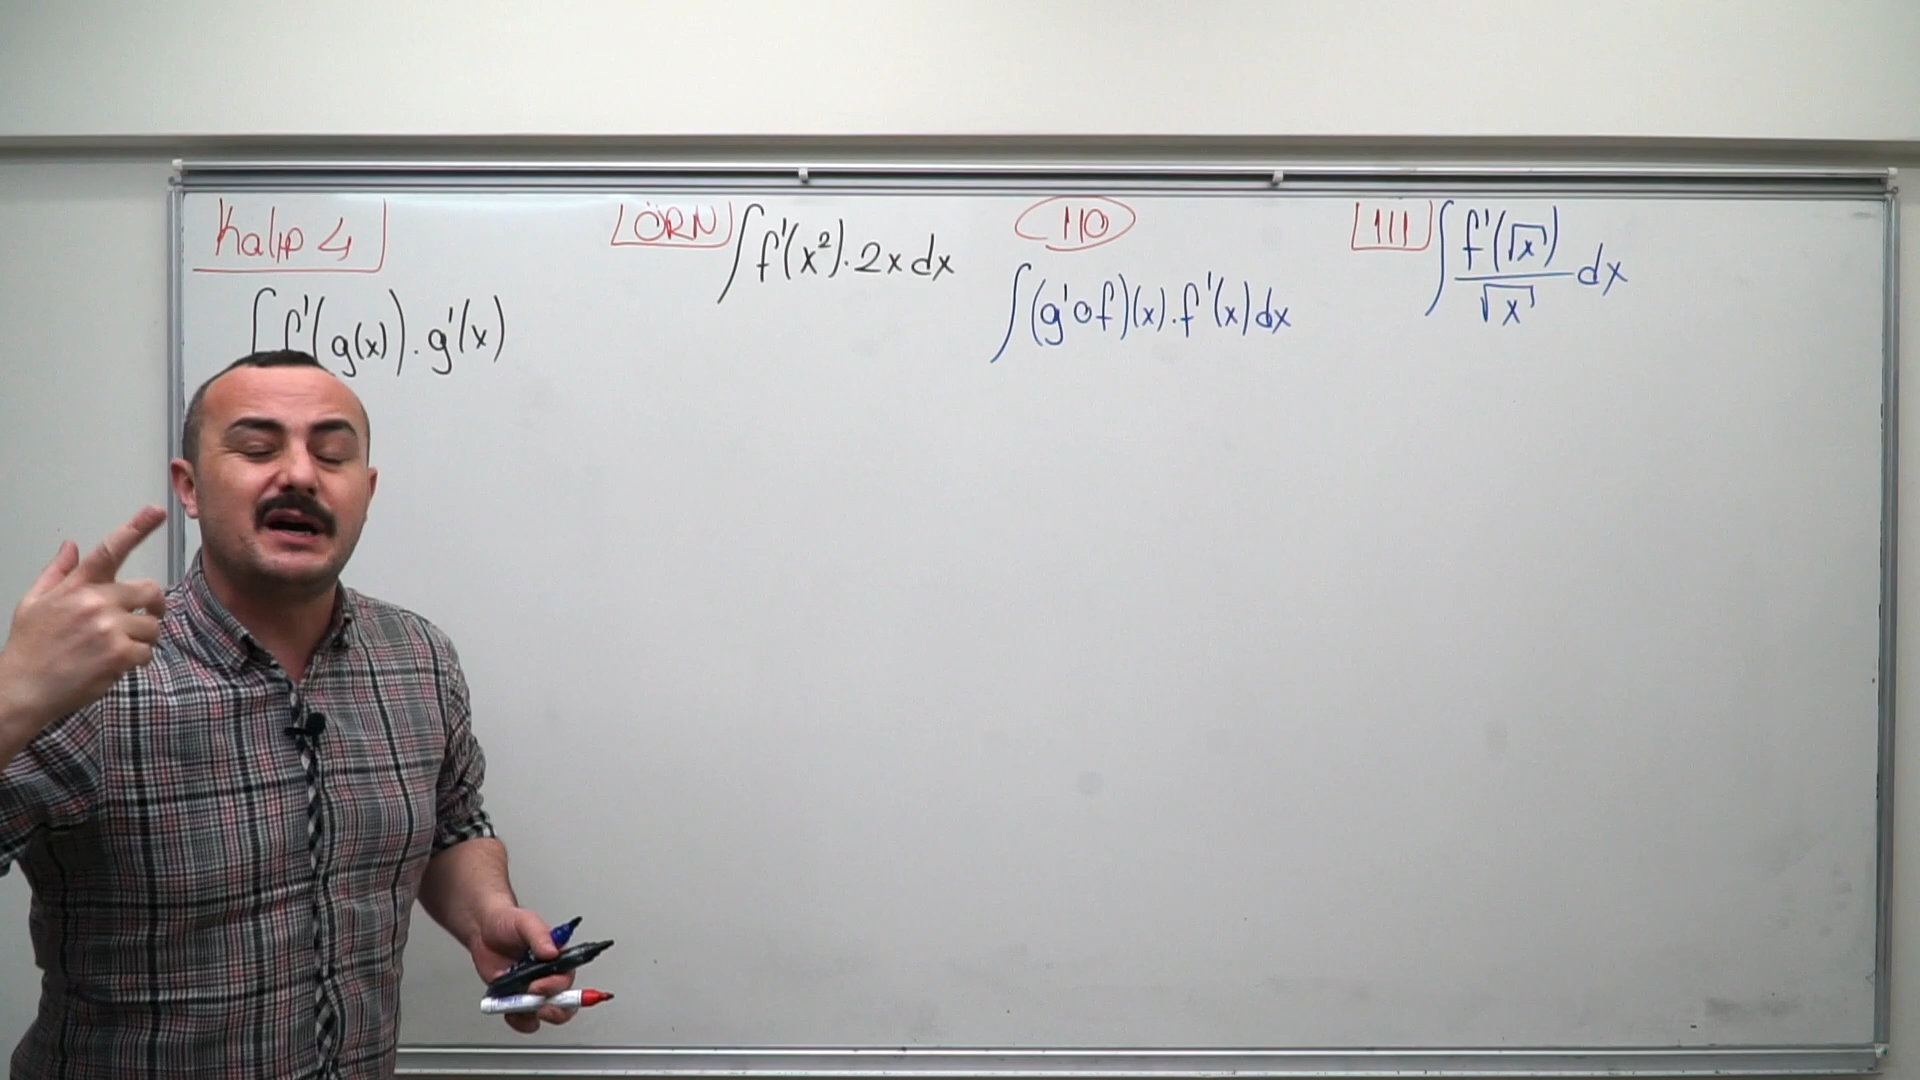 Kalıp 4
∫ f'(g(x)) . g'(x)
ÖRN ∫ f'(x²) . 2x dx
110
∫ (g'of)(x) . f'(x) dx
111 ∫ f'(√x) / √x dx